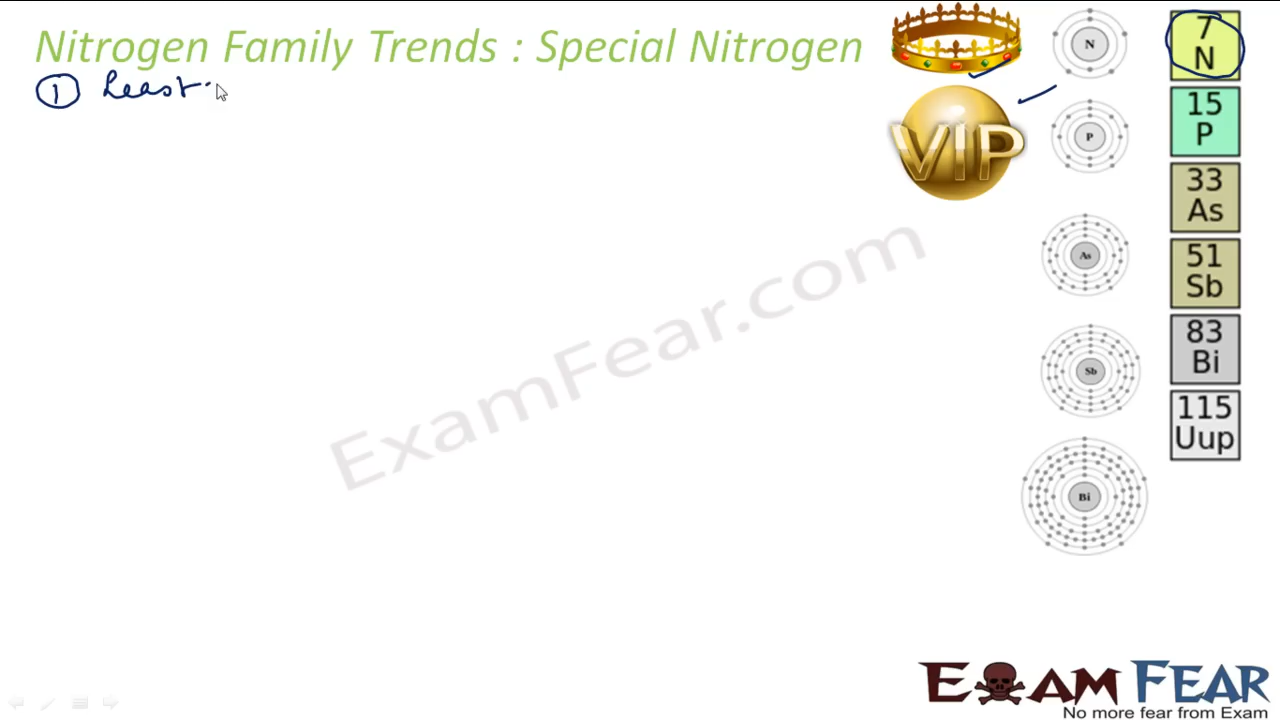 Nitrogen Family Trends : Special Nitrogen
① Least
VIP
N
P
As
Sb
Bi
7
N
15
P
33
As
51
Sb
83
Bi
115
Uup
ExamFear.com
EXAM FEAR
No more fear from Exam